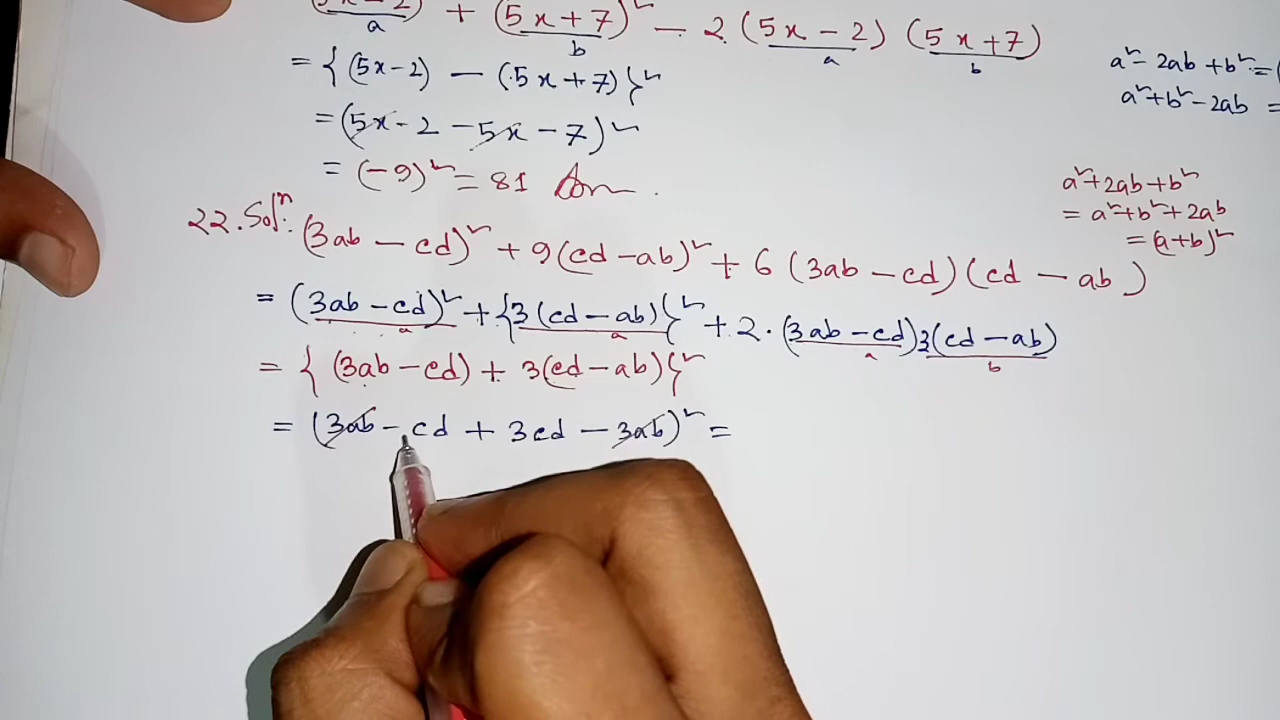 + (5x+7)² - 2 (5x-2) (5x+7)
a b a b
= {(5x-2) - (5x+7)}²
= (5x-2-5x-7)²
= (-9)² = 81 Ans
a²-2ab+b² =
a²+b²-2ab =
a²+2ab+b²
= a²+b²+2ab
= (a+b)²
22. Solⁿ: (3ab-cd)² + 9(cd-ab)² + 6 (3ab-cd)(cd-ab)
= (3ab-cd)² + {3(cd-ab)}² + 2·(3ab-cd)3(cd-ab)
a a a b
= {(3ab-cd) + 3(cd-ab)}²
= (3ab-cd + 3cd - 3ab)² =